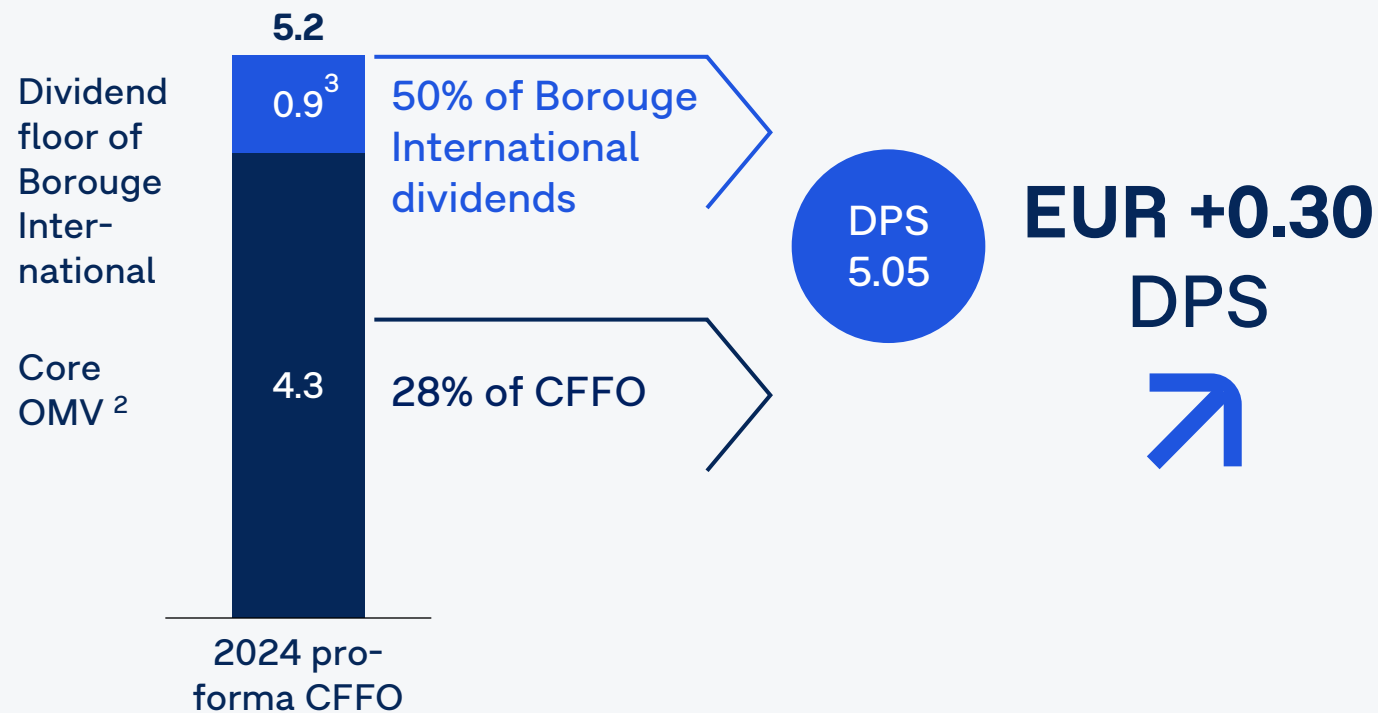 5.2
Dividend
floor of
Borouge
Inter-
national
0.9³
50% of Borouge
International
dividends
DPS
5.05
EUR +0.30
DPS
Core
OMV ²
4.3
28% of CFFO
2024 pro-
forma CFFO